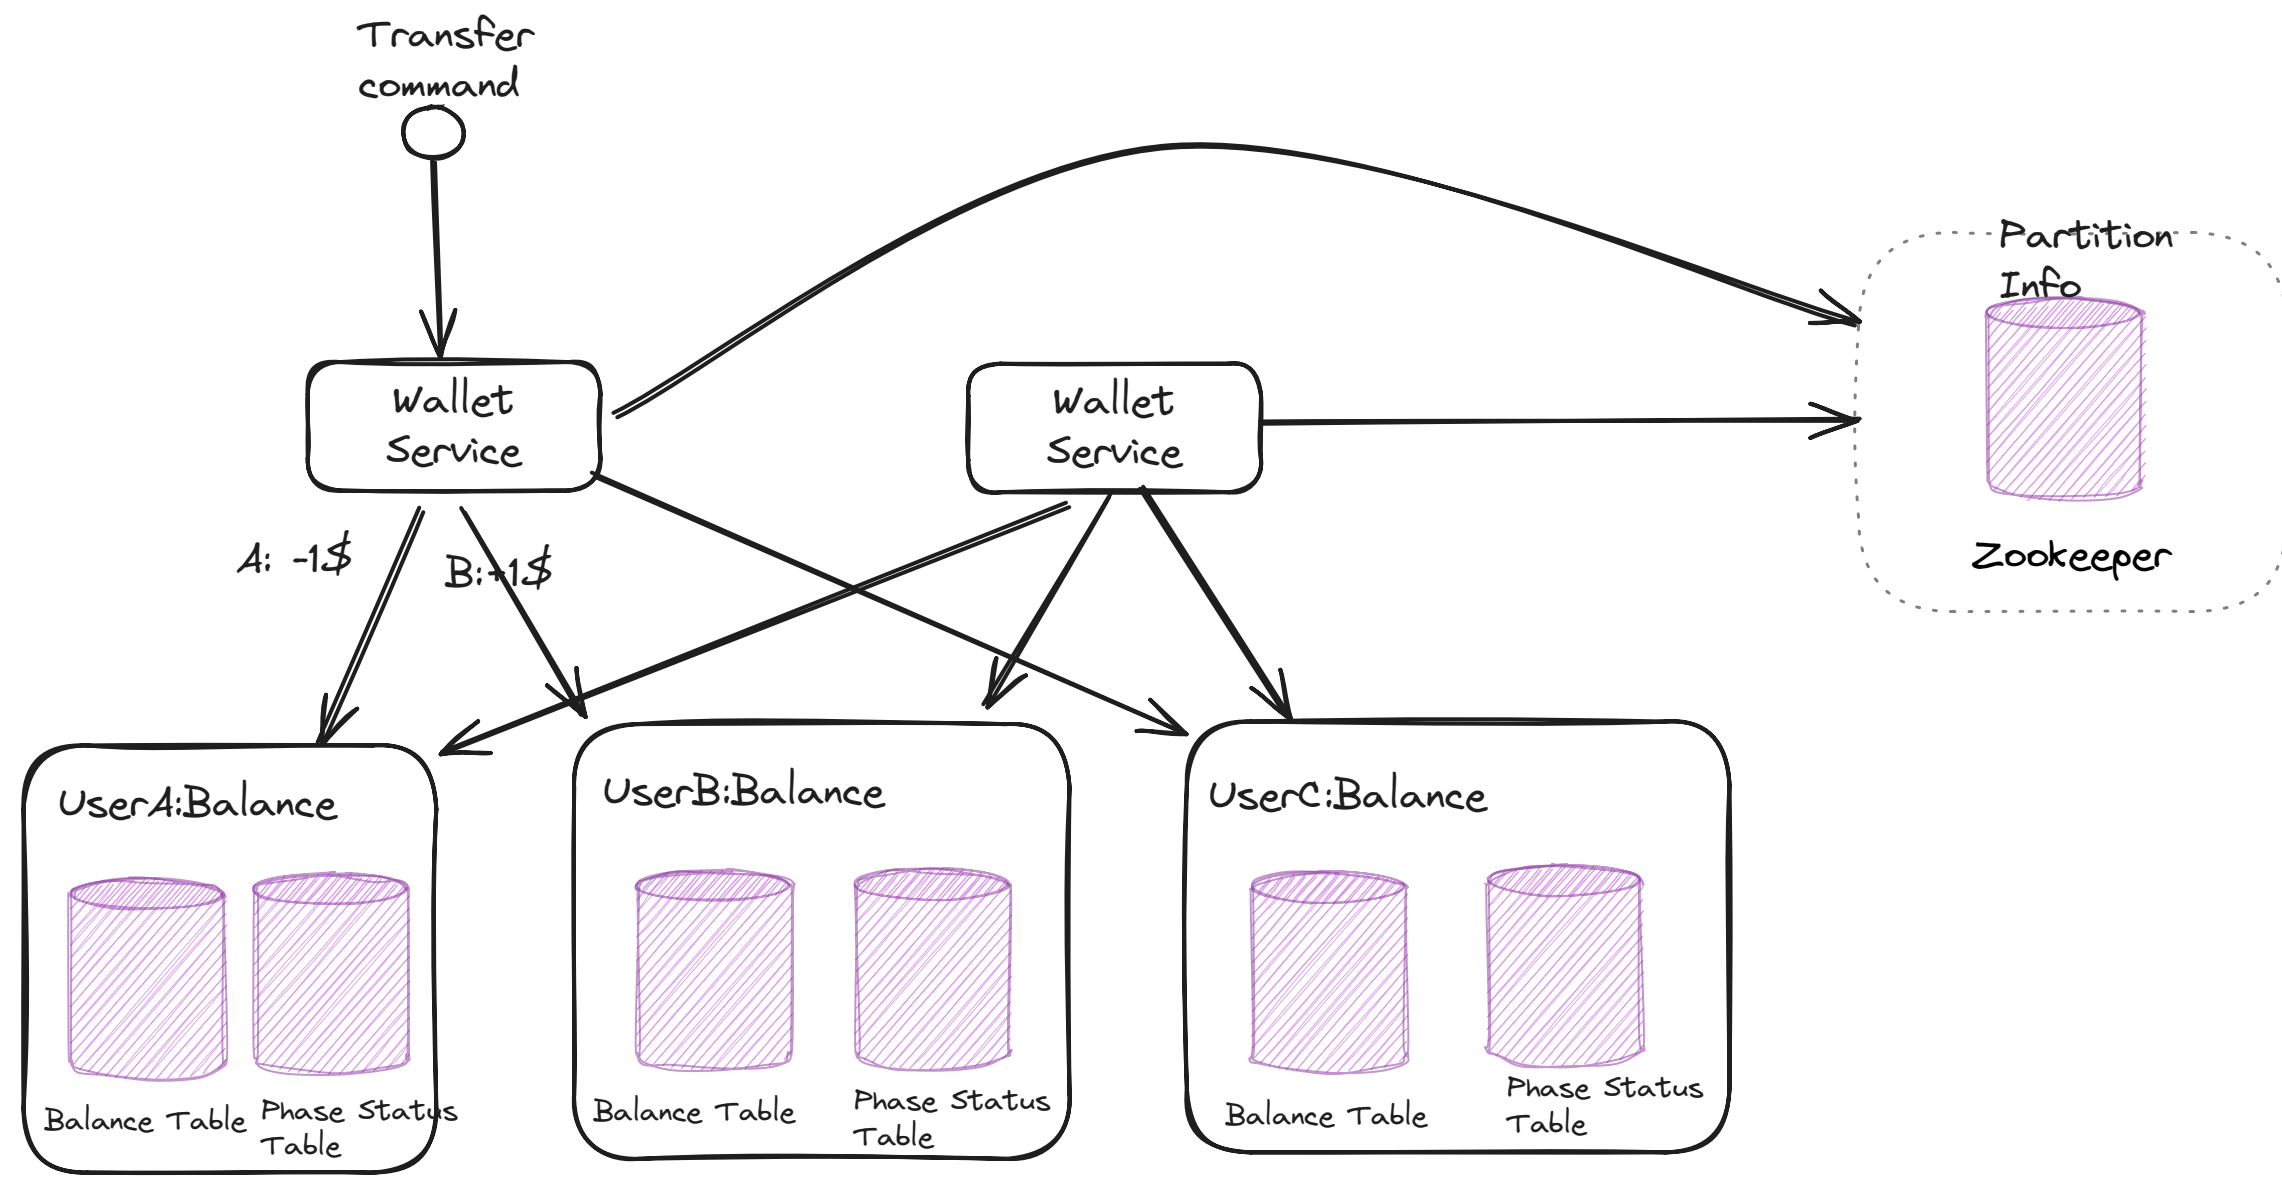 Transfer
command
Partition
Info
Wallet
Service
Wallet
Service
Zookeeper
A: -1$
B:+1$
UserA:Balance
UserB:Balance
UserC:Balance
Balance Table
Phase Status
Table
Balance Table
Phase Status
Table
Balance Table
Phase Status
Table